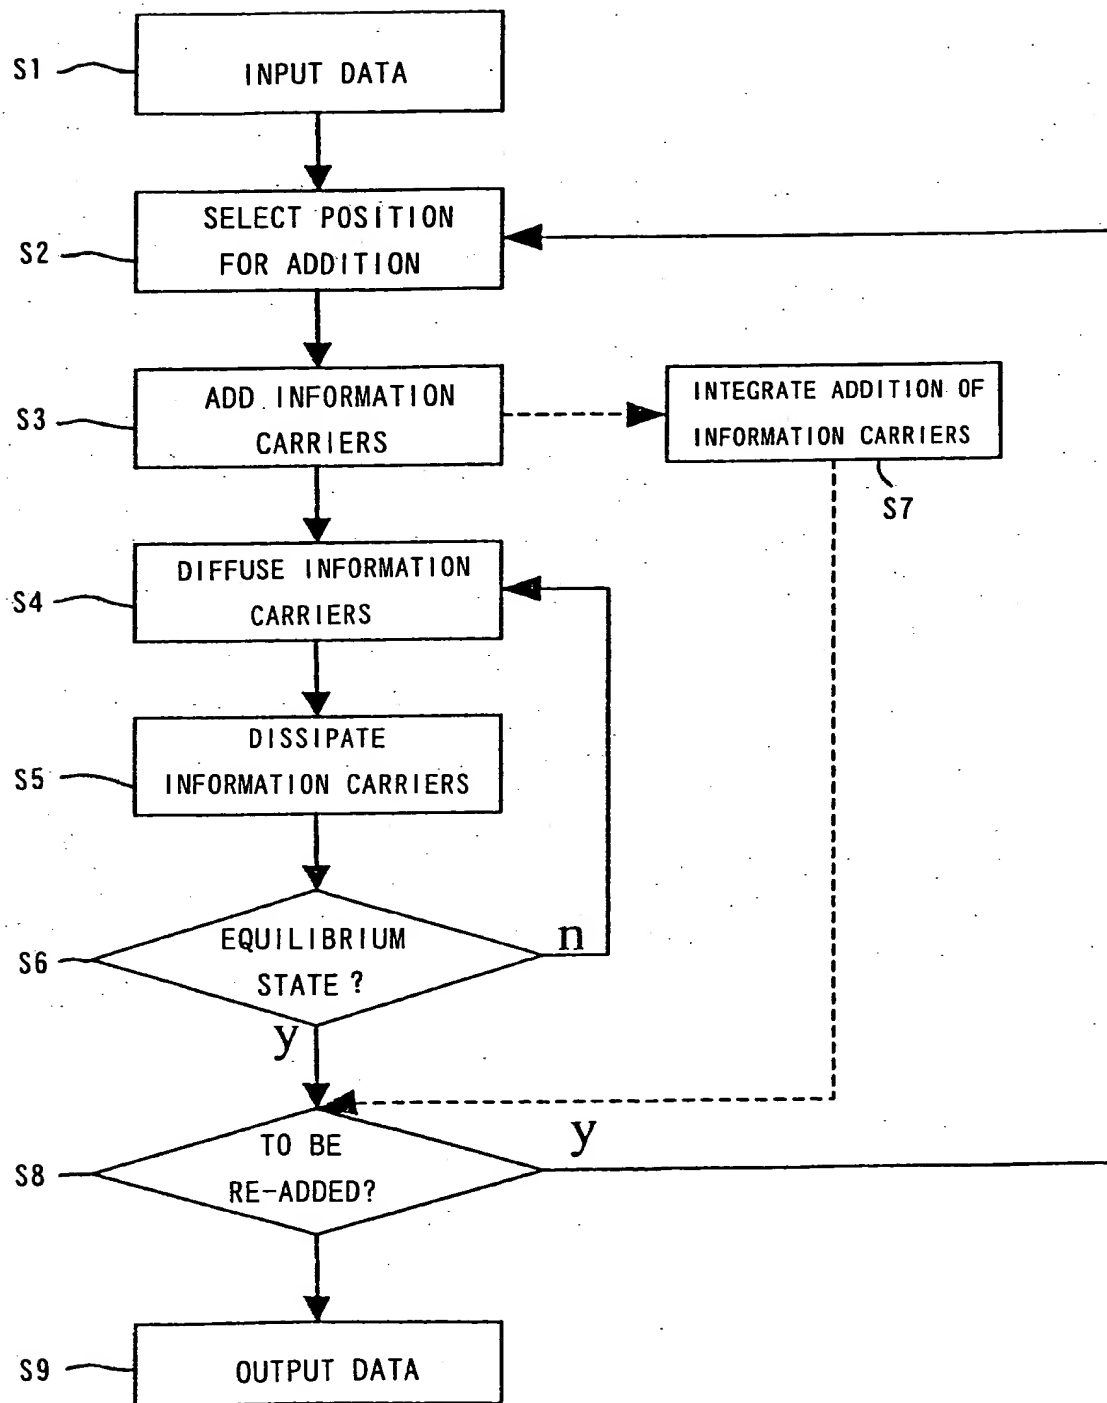 S1
INPUT DATA
S2
SELECT POSITION
FOR ADDITION
S3
ADD INFORMATION
CARRIERS
INTEGRATE ADDITION OF
INFORMATION CARRIERS
S7
S4
DIFFUSE INFORMATION
CARRIERS
S5
DISSIPATE
INFORMATION CARRIERS
S6
EQUILIBRIUM
STATE?
n
y
S8
TO BE
RE-ADDED?
y
S9
OUTPUT DATA